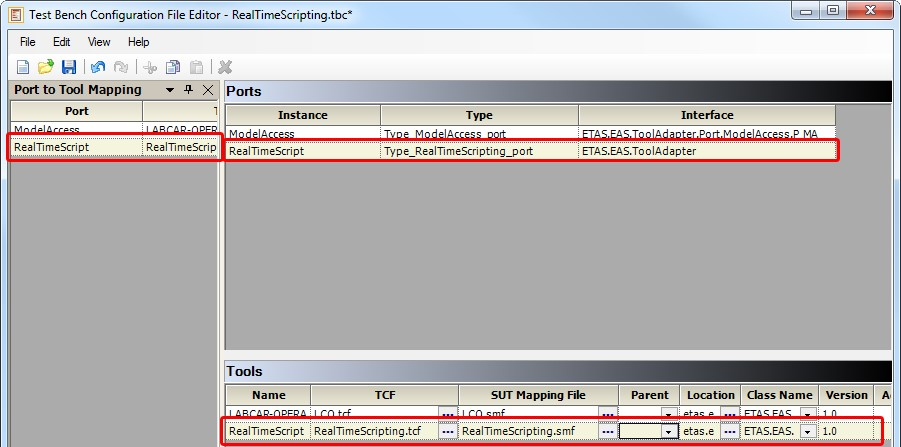 Test Bench Configuration File Editor - RealTimeScripting.tbc*
File Edit View Help
Port to Tool Mapping
Port T
ModelAccess LABCAR-OPERA
RealTimeScript RealTimeScrip
Ports
Instance Type Interface
ModelAccess Type_ModelAccess_port ETAS.EAS.ToolAdapter.Port.ModelAccess.P_MA
RealTimeScript Type_RealTimeScripting_port ETAS.EAS.ToolAdapter
Tools
Name TCF SUT Mapping File Parent Location Class Name Version Ac
LABCAR-OPERA LCO.tcf ... LCO.smf ... etas.e ETAS.EAS. 1.0
RealTimeScript RealTimeScripting.tcf ... RealTimeScripting.smf ... etas.e ETAS.EAS. 1.0